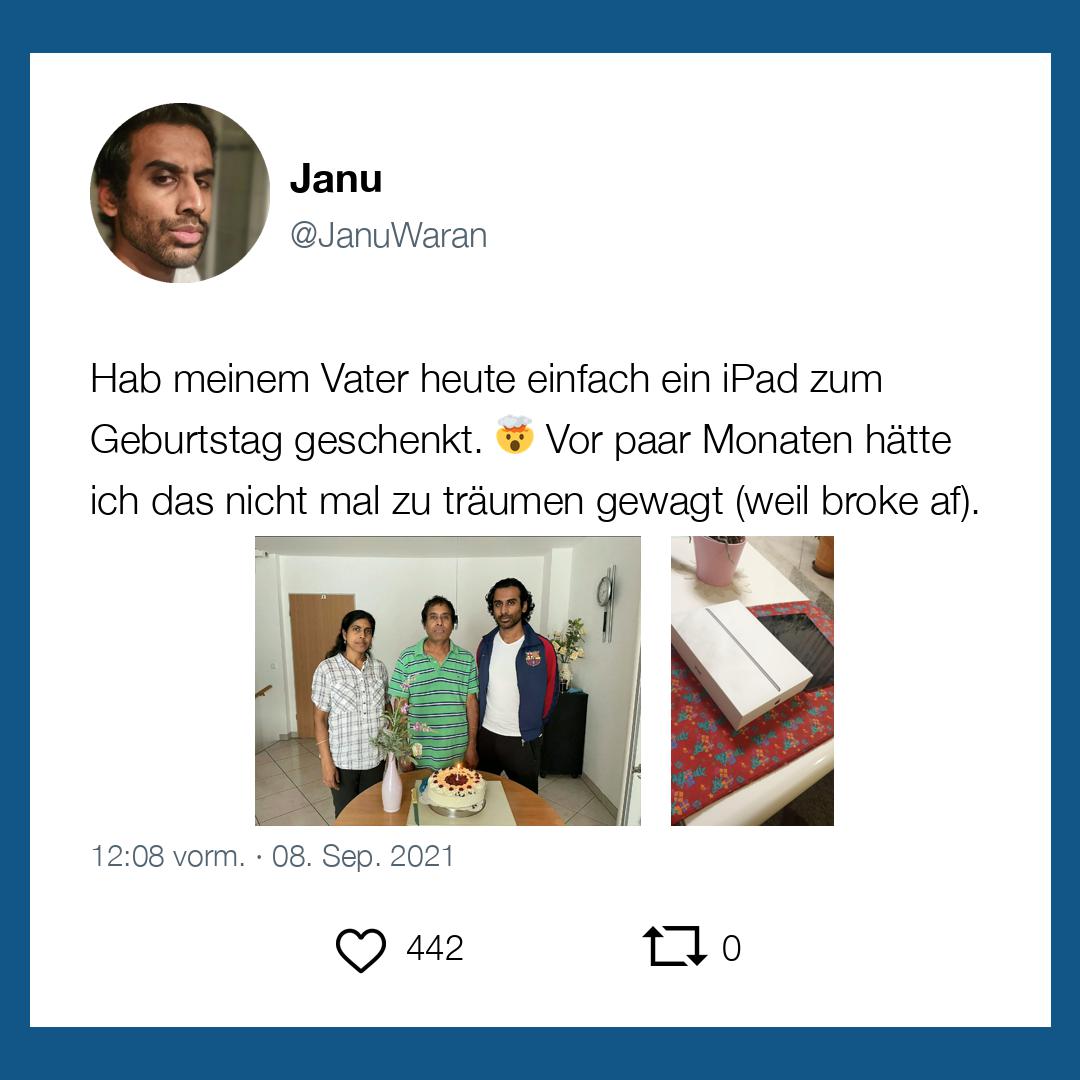 Janu
@JanuWaran
Hab meinem Vater heute einfach ein iPad zum
Geburtstag geschenkt. 🤯 Vor paar Monaten hätte
ich das nicht mal zu träumen gewagt (weil broke af).
12:08 vorm. · 08. Sep. 2021
442
0